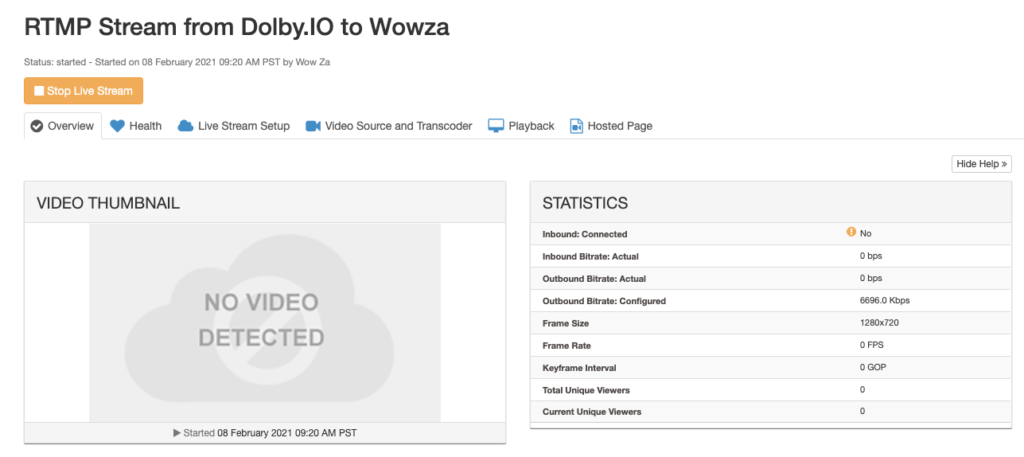 RTMP Stream from Dolby.IO to Wowza
Status: started - Started on 08 February 2021 09:20 AM PST by Wow Za
Stop Live Stream
Overview Health Live Stream Setup Video Source and Transcoder Playback Hosted Page
Hide Help »
VIDEO THUMBNAIL
NO VIDEO
DETECTED
Started 08 February 2021 09:20 AM PST
STATISTICS
Inbound: Connected No
Inbound Bitrate: Actual 0 bps
Outbound Bitrate: Actual 0 bps
Outbound Bitrate: Configured 6696.0 Kbps
Frame Size 1280x720
Frame Rate 0 FPS
Keyframe Interval 0 GOP
Total Unique Viewers 0
Current Unique Viewers 0